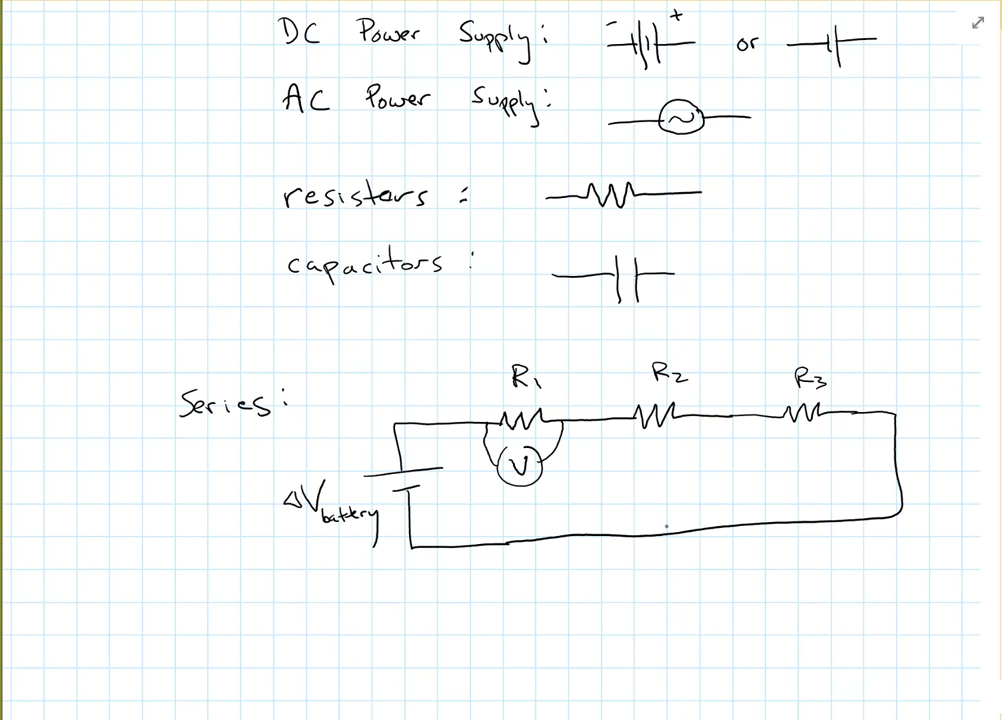 DC Power Supply: - + or
AC Power Supply: ~
resistors :
capacitors :
Series:
R1 R2 R3
V
ΔVbattery